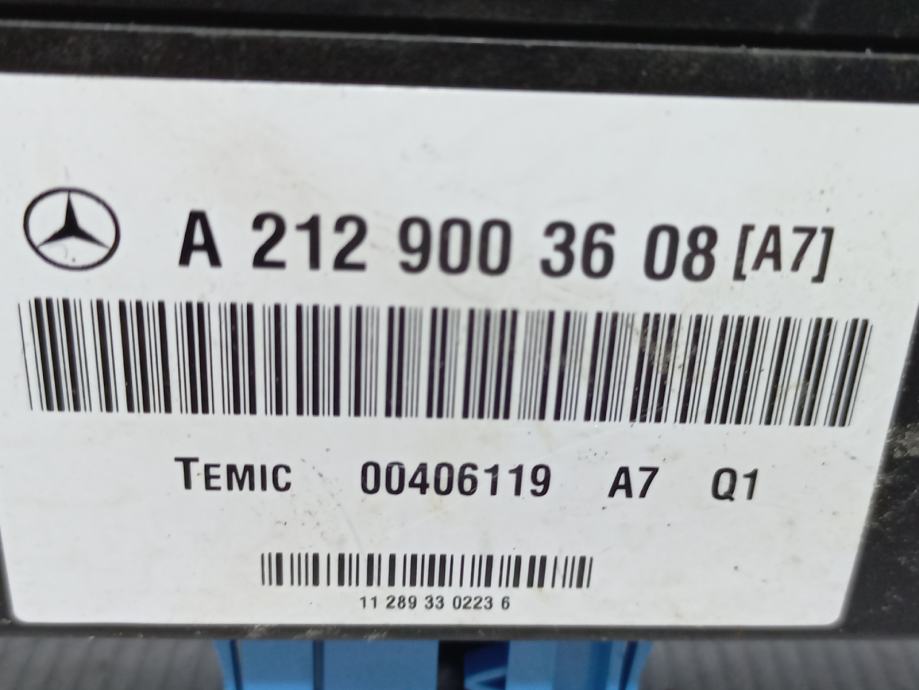 A 212 900 36 08 [A7]
TEMIC 00406119 A7 Q1
11 289 33 0223 6